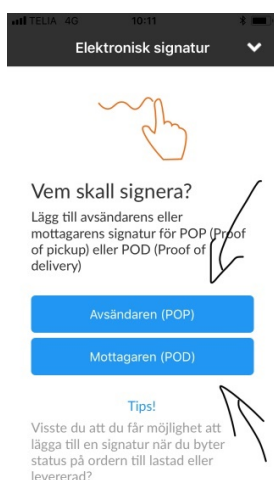 TELIA 4G 10:11
Elektronisk signatur
Vem skall signera?
Lägg till avsändarens eller
mottagarens signatur för POP (Proof
of pickup) eller POD (Proof of
delivery)
Avsändaren (POP)
Mottagaren (POD)
Tips!
Visste du att du får möjlighet att
lägga till en signatur när du byter
status på ordern till lastad eller
levererad?